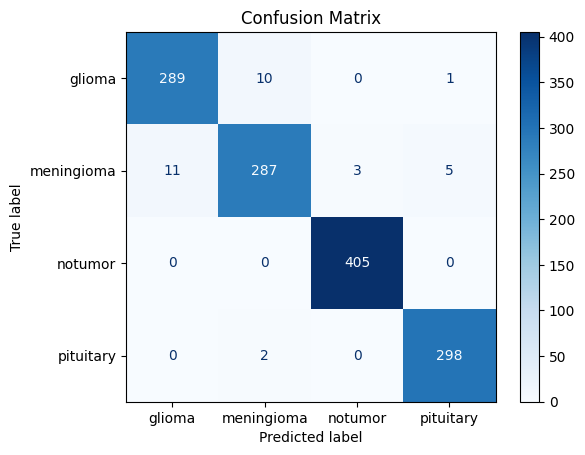 Confusion Matrix
True label
glioma 289 10 0 1
meningioma 11 287 3 5
notumor 0 0 405 0
pituitary 0 2 0 298
glioma meningioma notumor pituitary
Predicted label
400
350
300
250
200
150
100
50
0